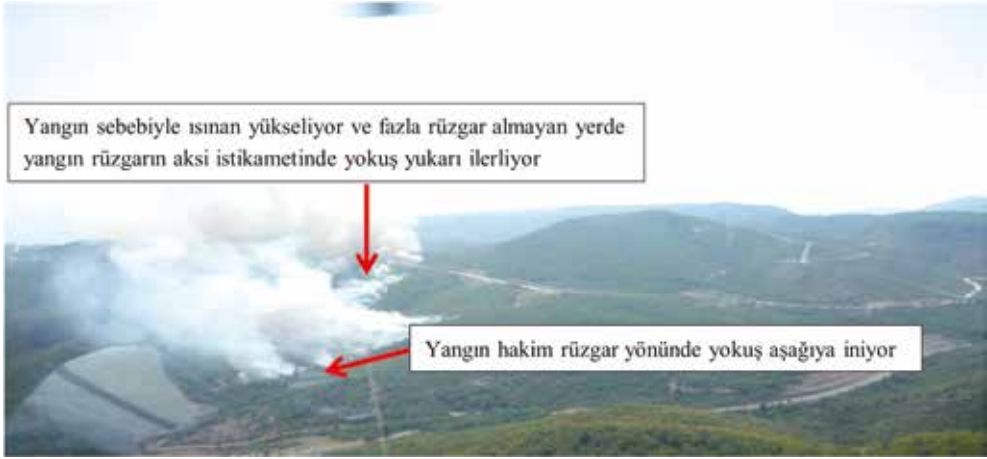 Yangın sebebiyle ısınan yükseliyor ve fazla rüzgar almayan yerde
yangın rüzgarın aksi istikametinde yokuş yukarı ilerliyor
Yangın hakim rüzgar yönünde yokuş aşağıya iniyor